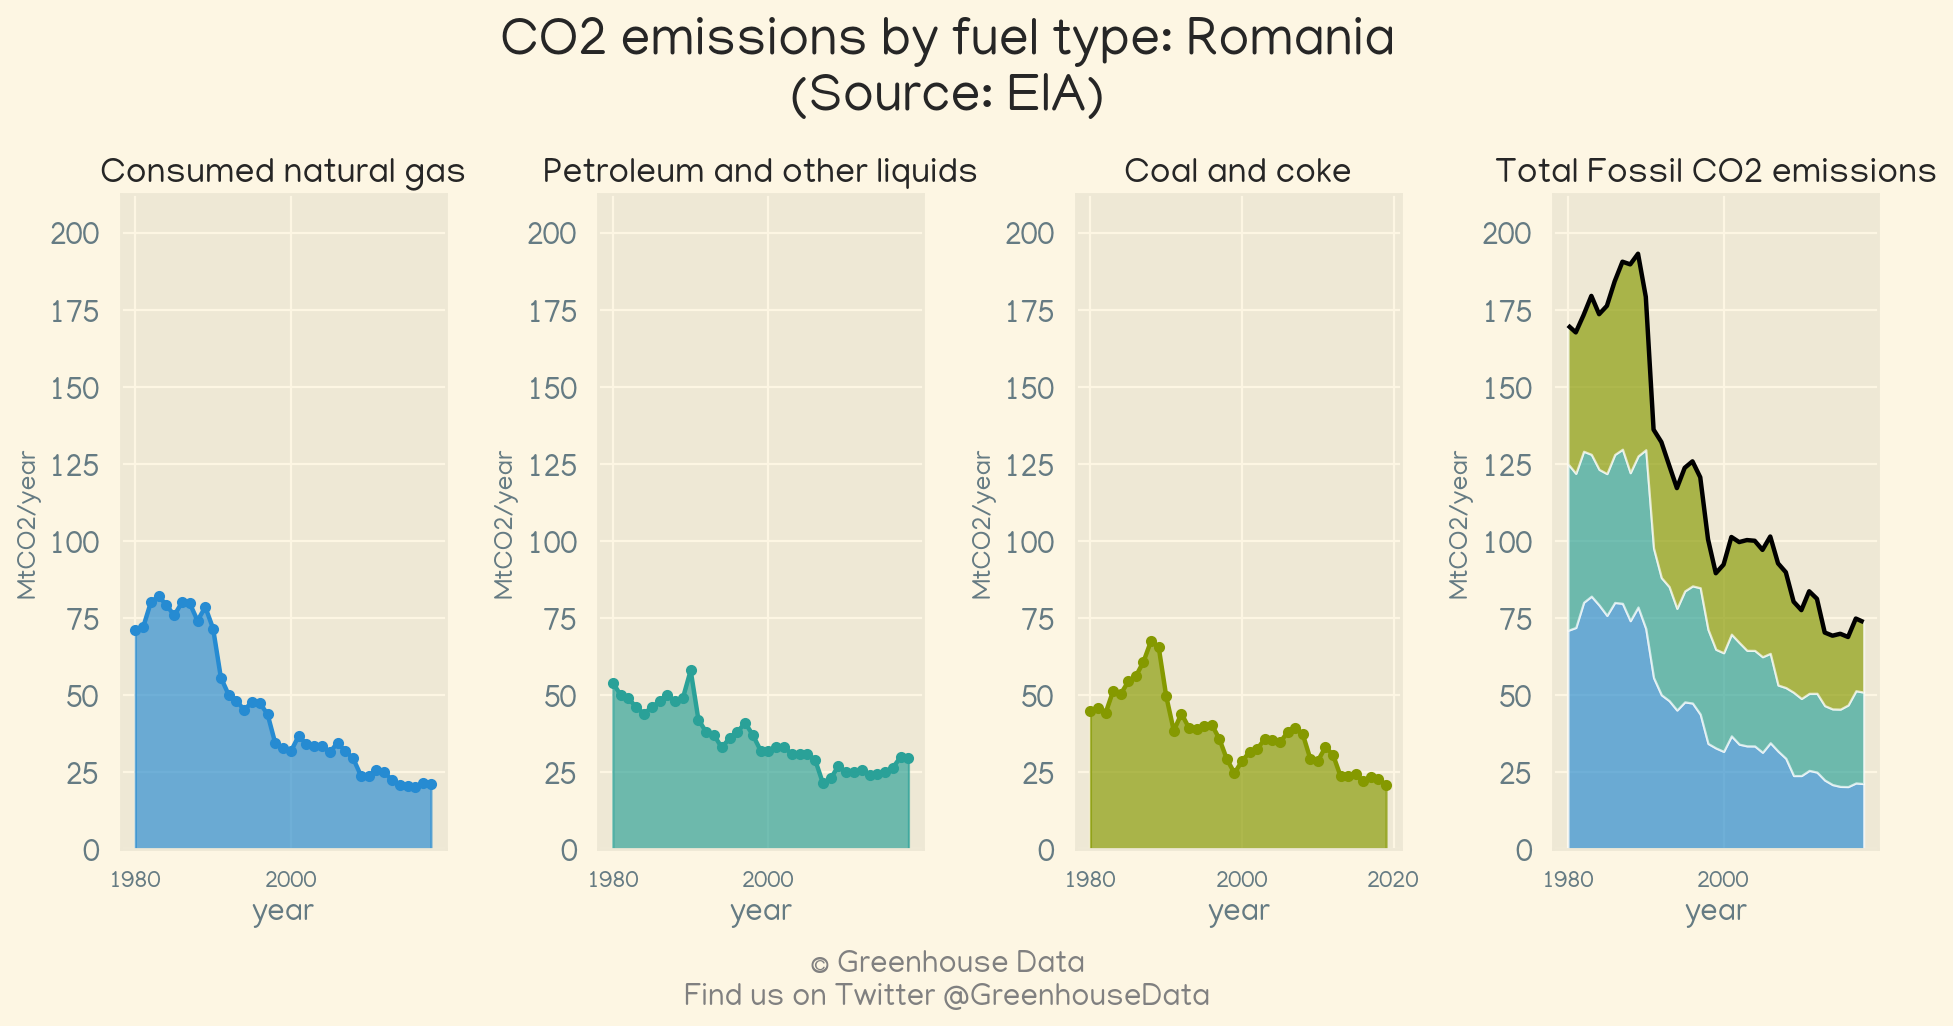 CO2 emissions by fuel type: Romania
(Source: EIA)
Consumed natural gas
Petroleum and other liquids
Coal and coke
Total Fossil CO2 emissions
MtCO2/year
200
175
150
125
100
75
50
25
0
1980 2000
year
MtCO2/year
200
175
150
125
100
75
50
25
0
1980 2000
year
MtCO2/year
200
175
150
125
100
75
50
25
0
1980 2000 2020
year
MtCO2/year
200
175
150
125
100
75
50
25
0
1980 2000
year
© Greenhouse Data
Find us on Twitter @GreenhouseData